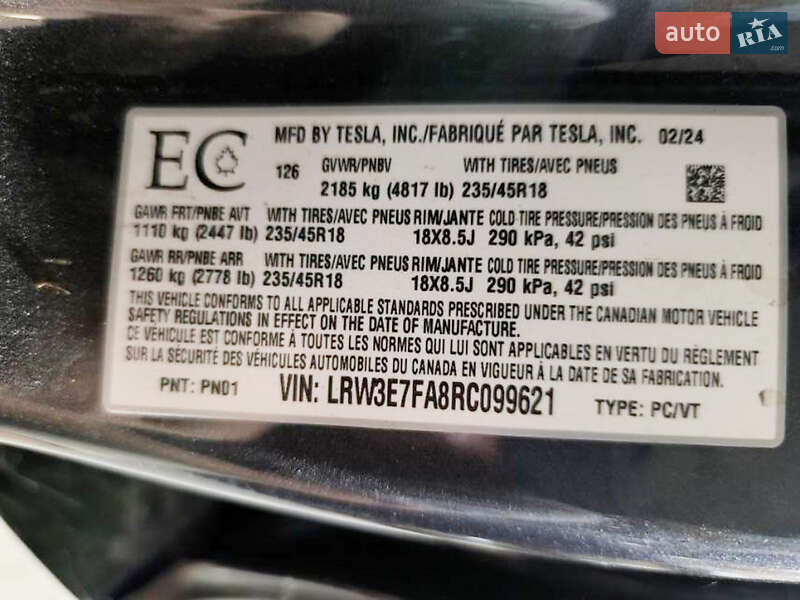 auto RIA
EC
MFD BY TESLA, INC./FABRIQUÉ PAR TESLA, INC. 02/24
126 GVWR/PNBV WITH TIRES/AVEC PNEUS
2185 kg (4817 lb) 235/45R18
GAWR FRT/PNBE AVT WITH TIRES/AVEC PNEUS RIM/JANTE COLD TIRE PRESSURE/PRESSION DES PNEUS À FROID
1110 kg (2447 lb) 235/45R18 18X8.5J 290 kPa, 42 psi
GAWR RR/PNBE ARR WITH TIRES/AVEC PNEUS RIM/JANTE COLD TIRE PRESSURE/PRESSION DES PNEUS À FROID
1260 kg (2778 lb) 235/45R18 18X8.5J 290 kPa, 42 psi
THIS VEHICLE CONFORMS TO ALL APPLICABLE STANDARDS PRESCRIBED UNDER THE CANADIAN MOTOR VEHICLE
SAFETY REGULATIONS IN EFFECT ON THE DATE OF MANUFACTURE.
CE VÉHICULE EST CONFORME À TOUTES LES NORMES QUI LUI SONT APPLICABLES EN VERTU DU RÈGLEMENT
SUR LA SÉCURITÉ DES VÉHICULES AUTOMOBILES DU CANADA EN VIGUEUR À LA DATE DE SA FABRICATION.
PNT: PN01 VIN: LRW3E7FA8RC099621 TYPE: PC/VT